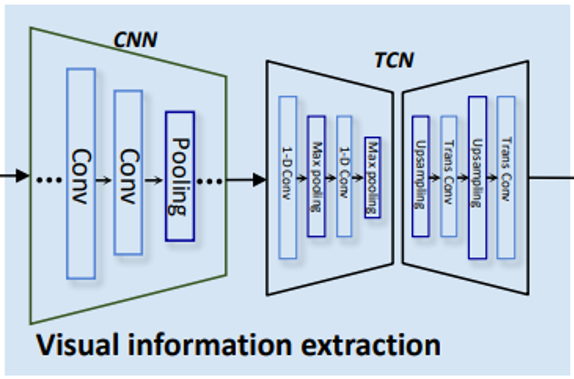 CNN
TCN
... Conv Conv Pooling ...
1-D Conv
Max pooling
1-D Conv
Max pooling
Upsampling
Trans Conv
Upsampling
Trans Conv
Visual information extraction